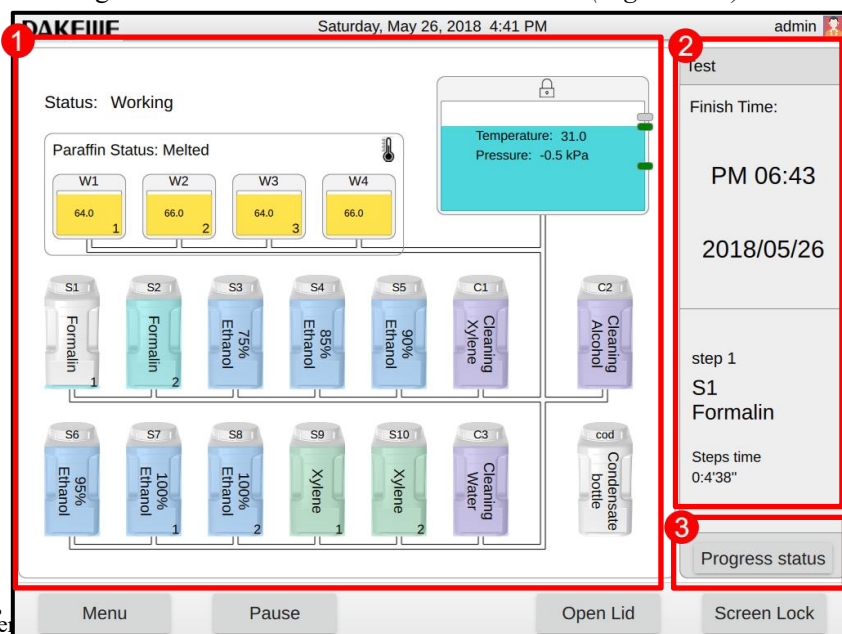 DAKEWE
Saturday, May 26, 2018 4:41 PM
admin
1
2
3
Status: Working
Paraffin Status: Melted
W1
W2
W3
W4
64.0
66.0
64.0
66.0
1
2
3
Temperature: 31.0
Pressure: -0.5 kPa
S1
S2
S3
S4
S5
C1
C2
Formalin
1
Formalin
2
75%
Ethanol
85%
Ethanol
90%
Ethanol
Cleaning
Xylene
Cleaning
Alcohol
S6
S7
S8
S9
S10
C3
cod
95%
Ethanol
100%
Ethanol
1
100%
Ethanol
2
Xylene
1
Xylene
2
Cleaning
Water
Condensate
bottle
Test
Finish Time:
PM 06:43
2018/05/26
step 1
S1
Formalin
Steps time
0:4'38"
Progress status
Menu
Pause
Open Lid
Screen Lock